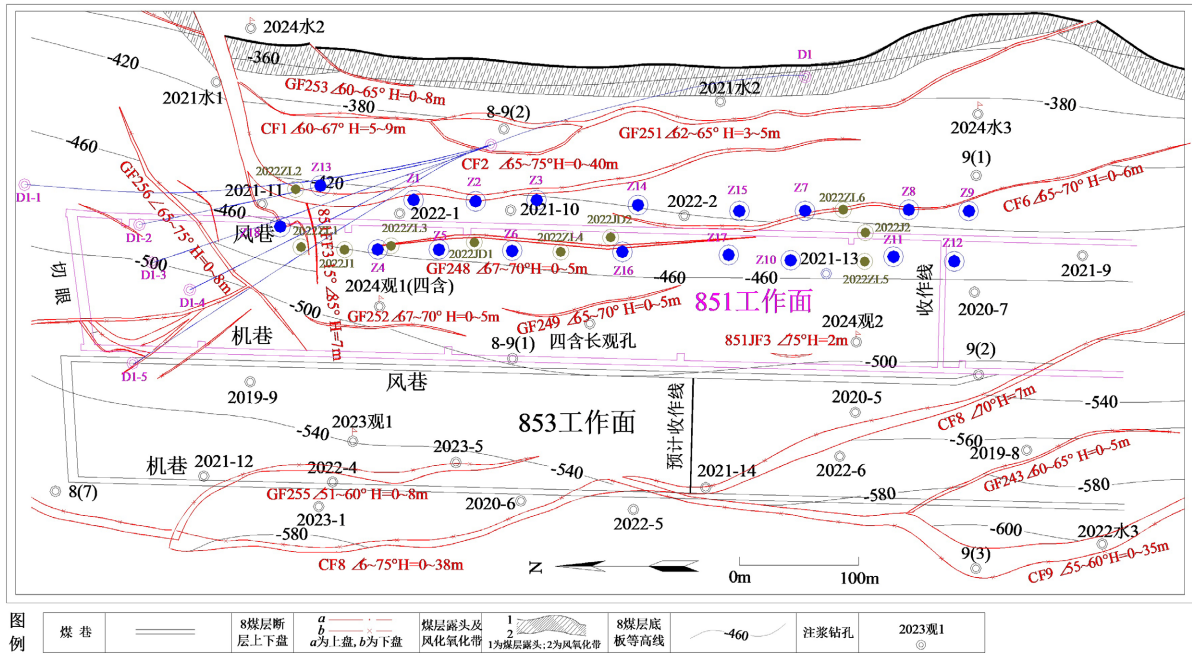 2024水2
-420
-360
D1
2021水1
GF253∠60~65° H=0~8m
2021水2
-380
8-9(2)
-380
2024水3
CF1∠60~67° H=5~9m
GF251∠62~65° H=3~5m
-460
CF2 ∠65~75°H=0~40m
9(1)
GF256∠65~75°H=0~8m
2022ZL2
Z13
420
D1-1
2021-11
Z1
Z2
Z3
Z14
Z15
Z7
2022ZL6
Z8
Z9
CF6∠65~70° H=0~6m
-460
2022-1
2021-10
2022-2
D1-2
风巷
2022ZL3
Z5
2022JD1
Z6
2022ZL4
2022JD2
Z17
2022J2
2022J1
Z4
Z16
Z10
2021-13
Z11
Z12
2022ZL5
-500
D1-3
GF248∠67~70°H=0~5m
-460
-460
2021-9
切眼
D1-4
2024观1(四含)
851工作面
收作线
2020-7
-500
GF252∠67~70° H=0~5m
GF249∠65~70° H=0~5m
2024观2
机巷
四含长观孔
851JF3 ∠75°H=2m
8-9(1)
-500
9(2)
D1-5
风巷
2019-9
853工作面
预计收作线
2020-5
CF8 ∠70°H=7m
-540
2023观1
-540
2023-5
-540
-560
2019-8
机巷
2021-12
2022-4
2021-14
2022-6
GF243∠60~65° H=0~5m
8(7)
GF255∠51~60° H=0~8m
2020-6
-580
-580
2023-1
2022-5
-580
-600
2022水3
CF8 ∠6~75°H=0~38m
N
0m
100m
9(3)
CF9 ∠55~60°H=0~35m
图例
煤 巷
8煤层断层上下盘
a
b
a为上盘,b为下盘
煤层露头及风化氧化带
1
2
1为煤层露头;2为风氧化带
8煤层底板等高线
-460
注浆钻孔
2023观1